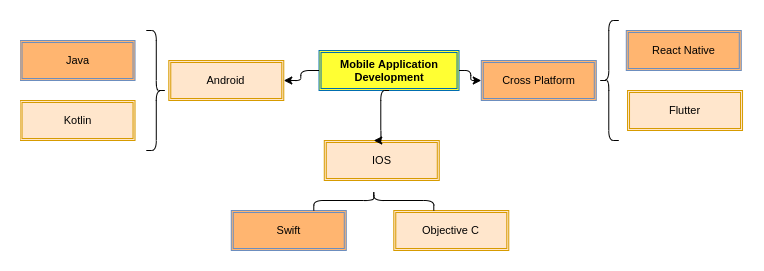 Mobile Application
Development
Java
Android
Cross Platform
React Native
Kotlin
Flutter
IOS
Swift
Objective C